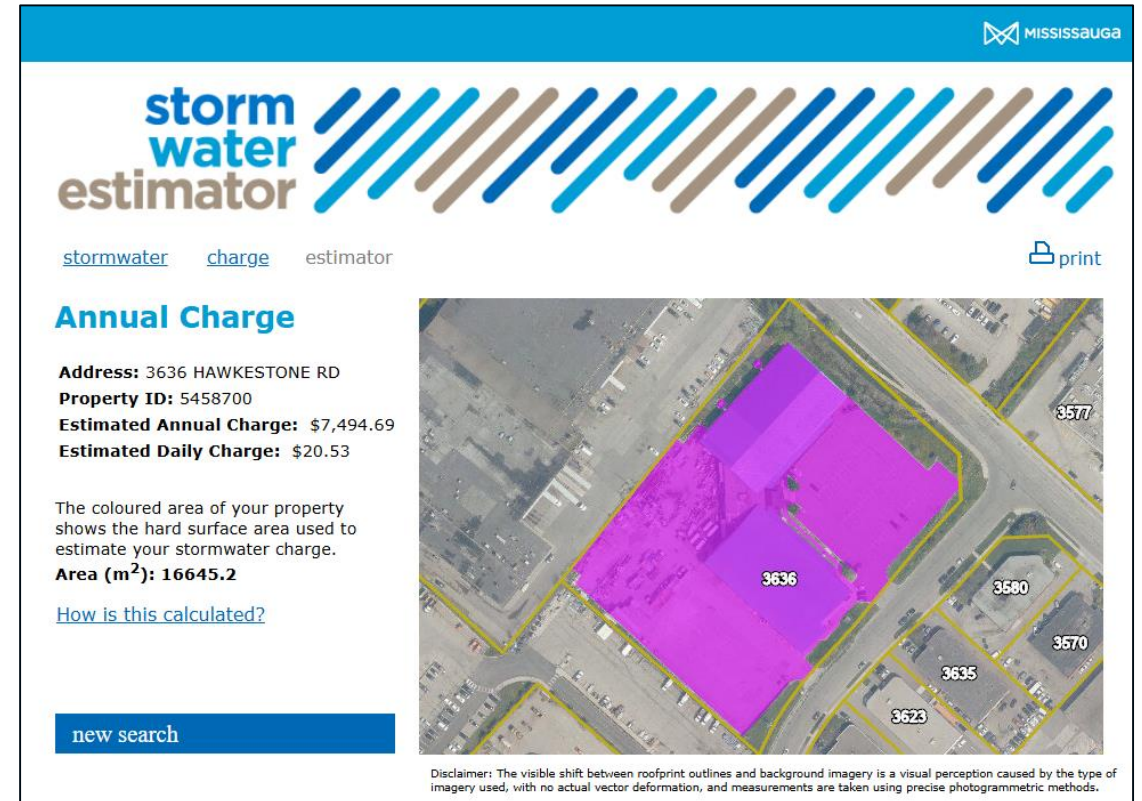 MISSISSAUGA
storm
water
estimator
stormwater charge estimator
print
Annual Charge
Address: 3636 HAWKESTONE RD
Property ID: 5458700
Estimated Annual Charge: $7,494.69
Estimated Daily Charge: $20.53
The coloured area of your property
shows the hard surface area used to
estimate your stormwater charge.
Area (m²): 16645.2
How is this calculated?
new search
3577
3636
3580
3570
3635
3623
Disclaimer: The visible shift between roofprint outlines and background imagery is a visual perception caused by the type of
imagery used, with no actual vector deformation, and measurements are taken using precise photogrammetric methods.